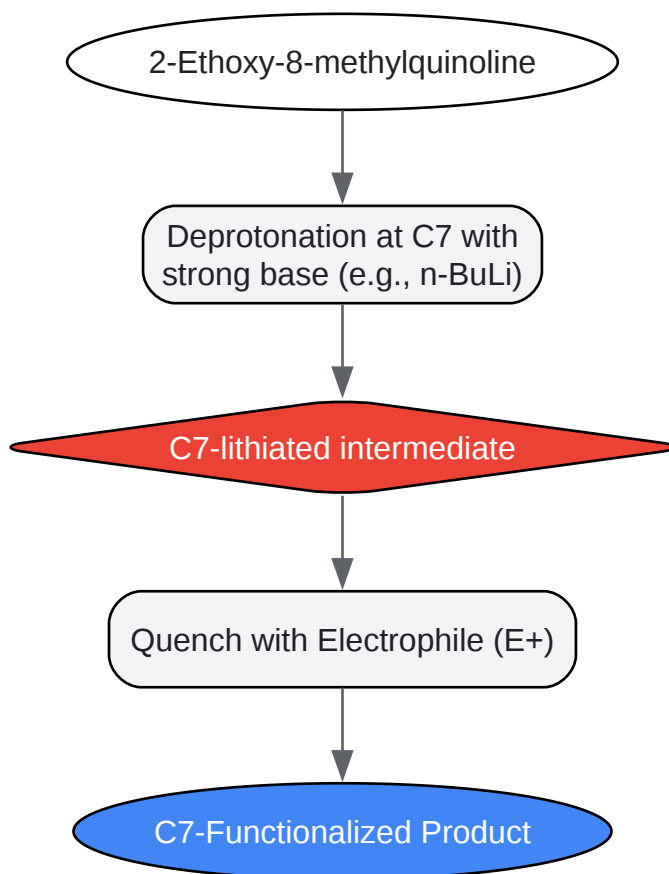 2-Ethoxy-8-methylquinoline
Deprotonation at C7 with
strong base (e.g., n-BuLi)
C7-lithiated intermediate
Quench with Electrophile (E+)
C7-Functionalized Product